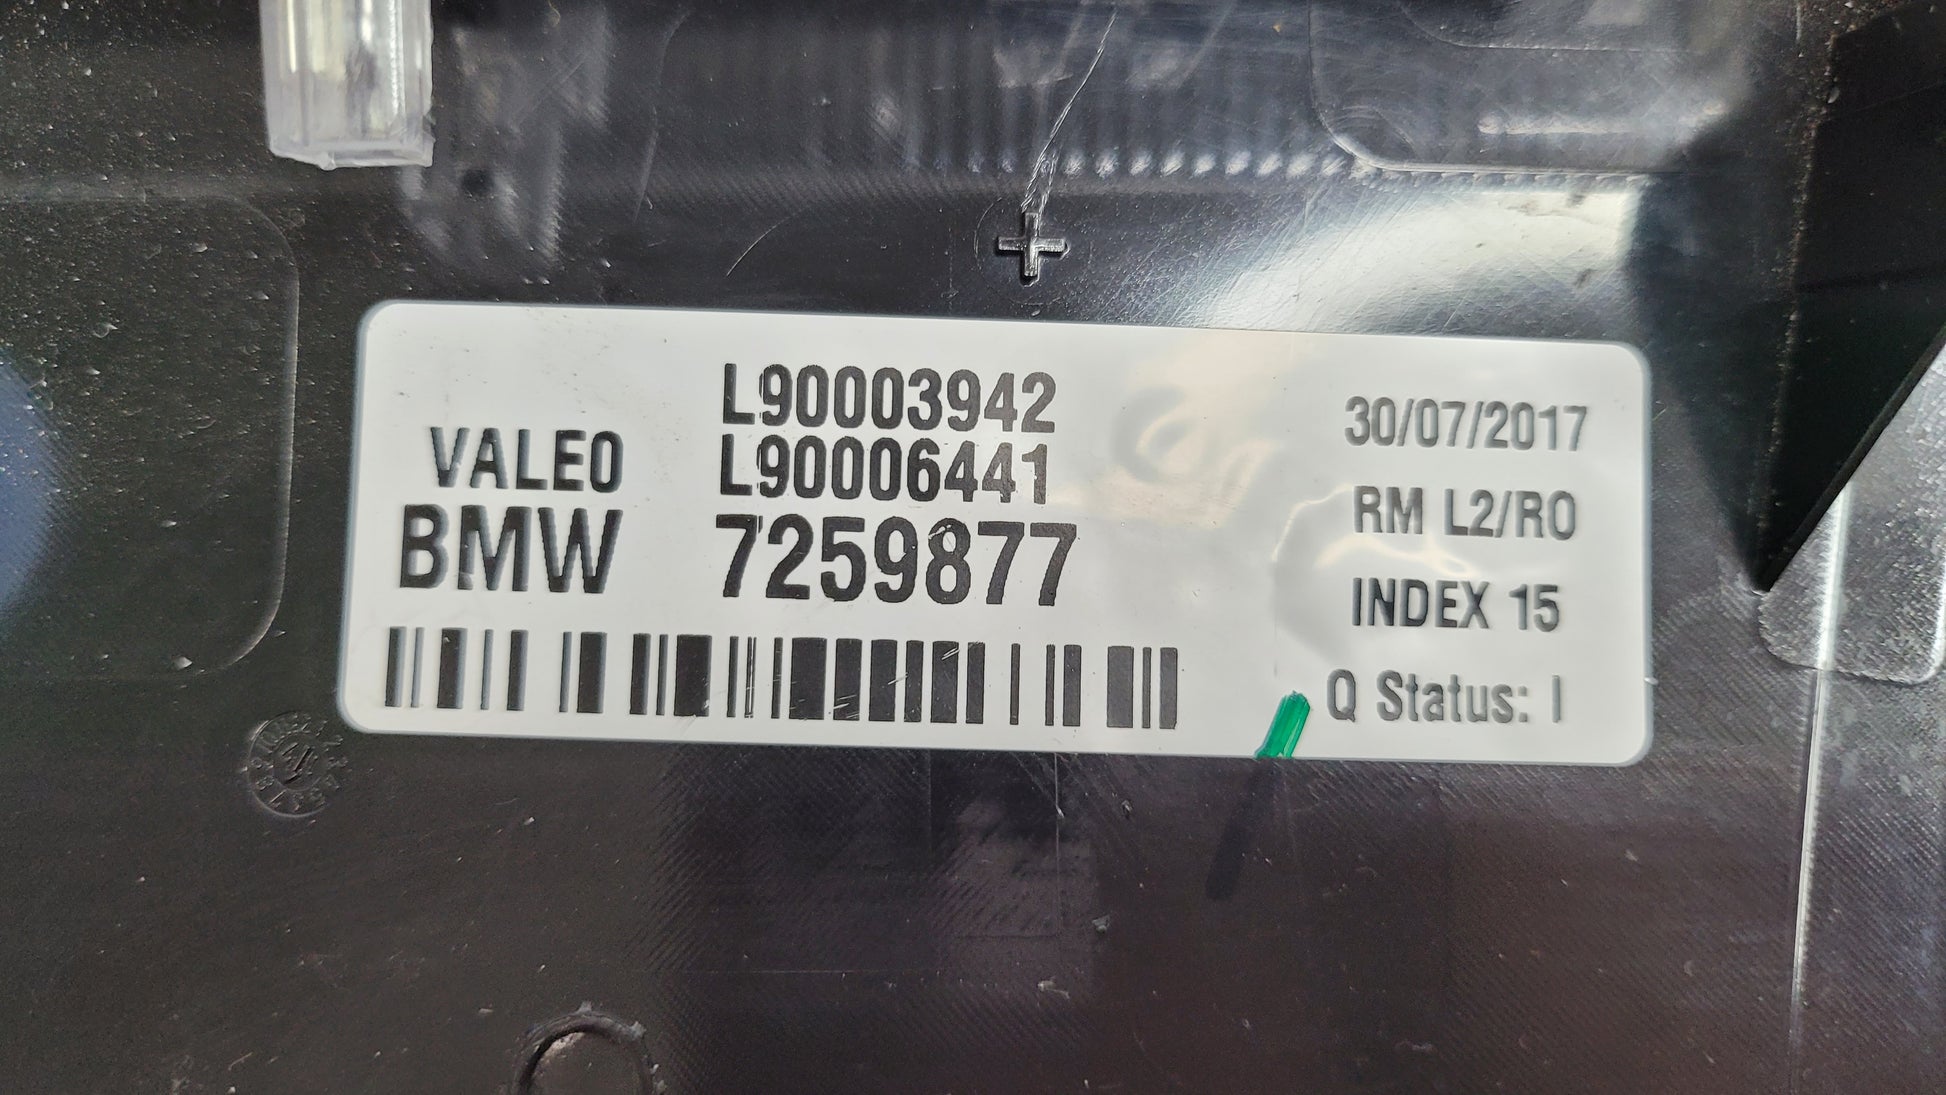 L90003942
VALEO L90006441
BMW 7259877
30/07/2017
RM L2/RO
INDEX 15
Q Status: I